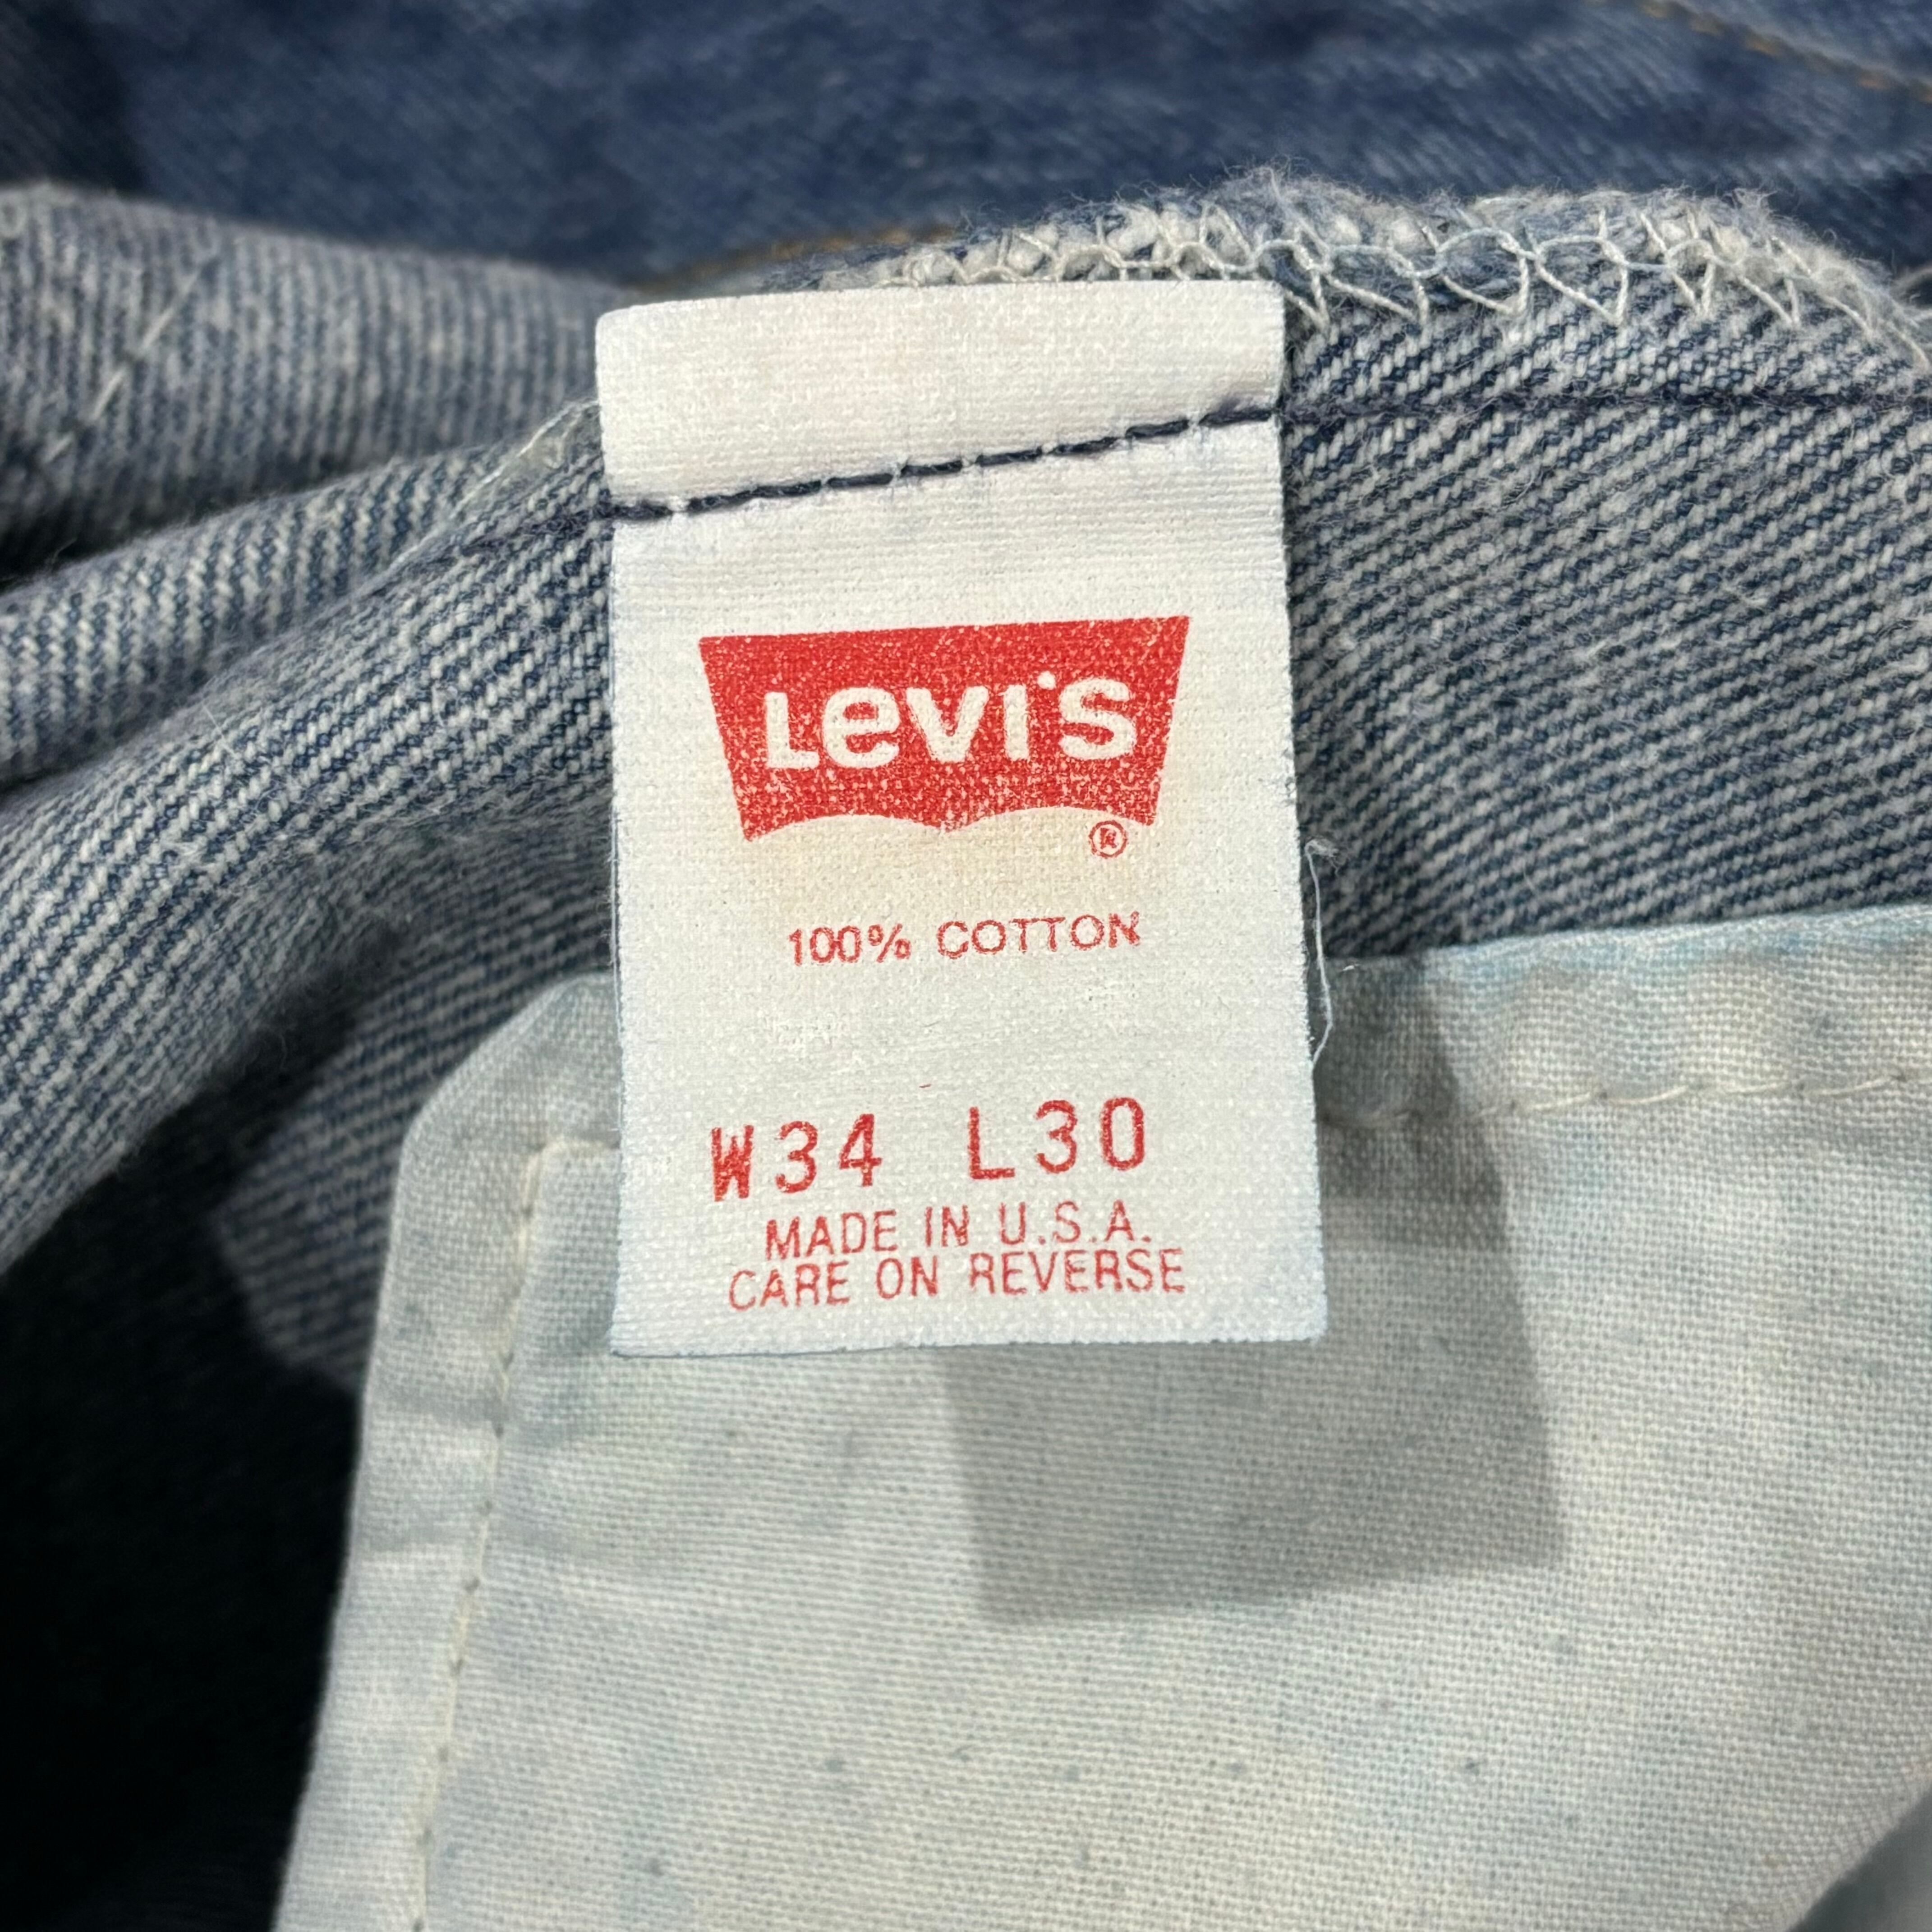 Levi's
®
100% COTTON
W34 L30
MADE IN U.S.A.
CARE ON REVERSE